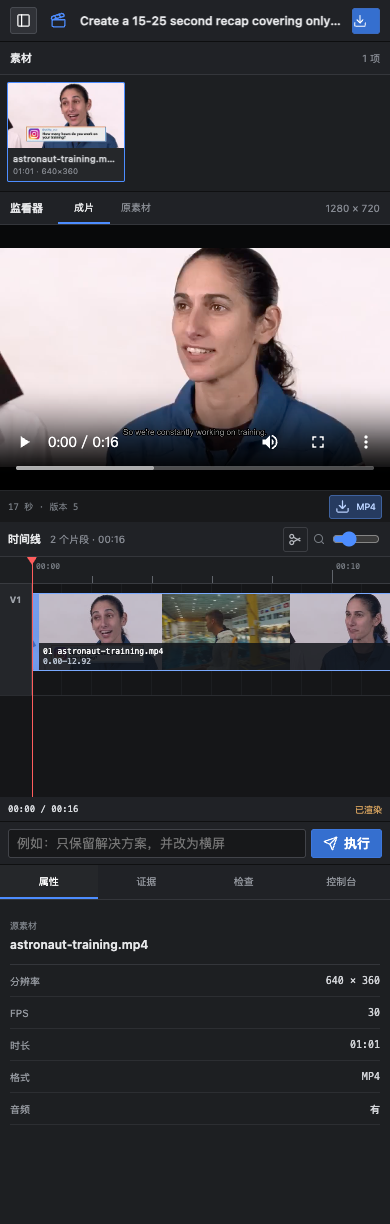 Create a 15-25 second recap covering only...
素材
1 项
How many hours do you work on your training?
astronaut-training.m...
01:01 · 640×360
监看器
成片
原素材
1280 × 720
So we're constantly working on training.
0:00 / 0:16
17 秒 · 版本 5
MP4
时间线
2 个片段 · 00:16
00:00
00:10
V1
01 astronaut-training.mp4
0.00–12.92
00:00 / 00:16
已渲染
例如：只保留解决方案，并改为横屏
执行
属性
证据
检查
控制台
源素材
astronaut-training.mp4
分辨率
640 × 360
FPS
30
时长
01:01
格式
MP4
音频
有